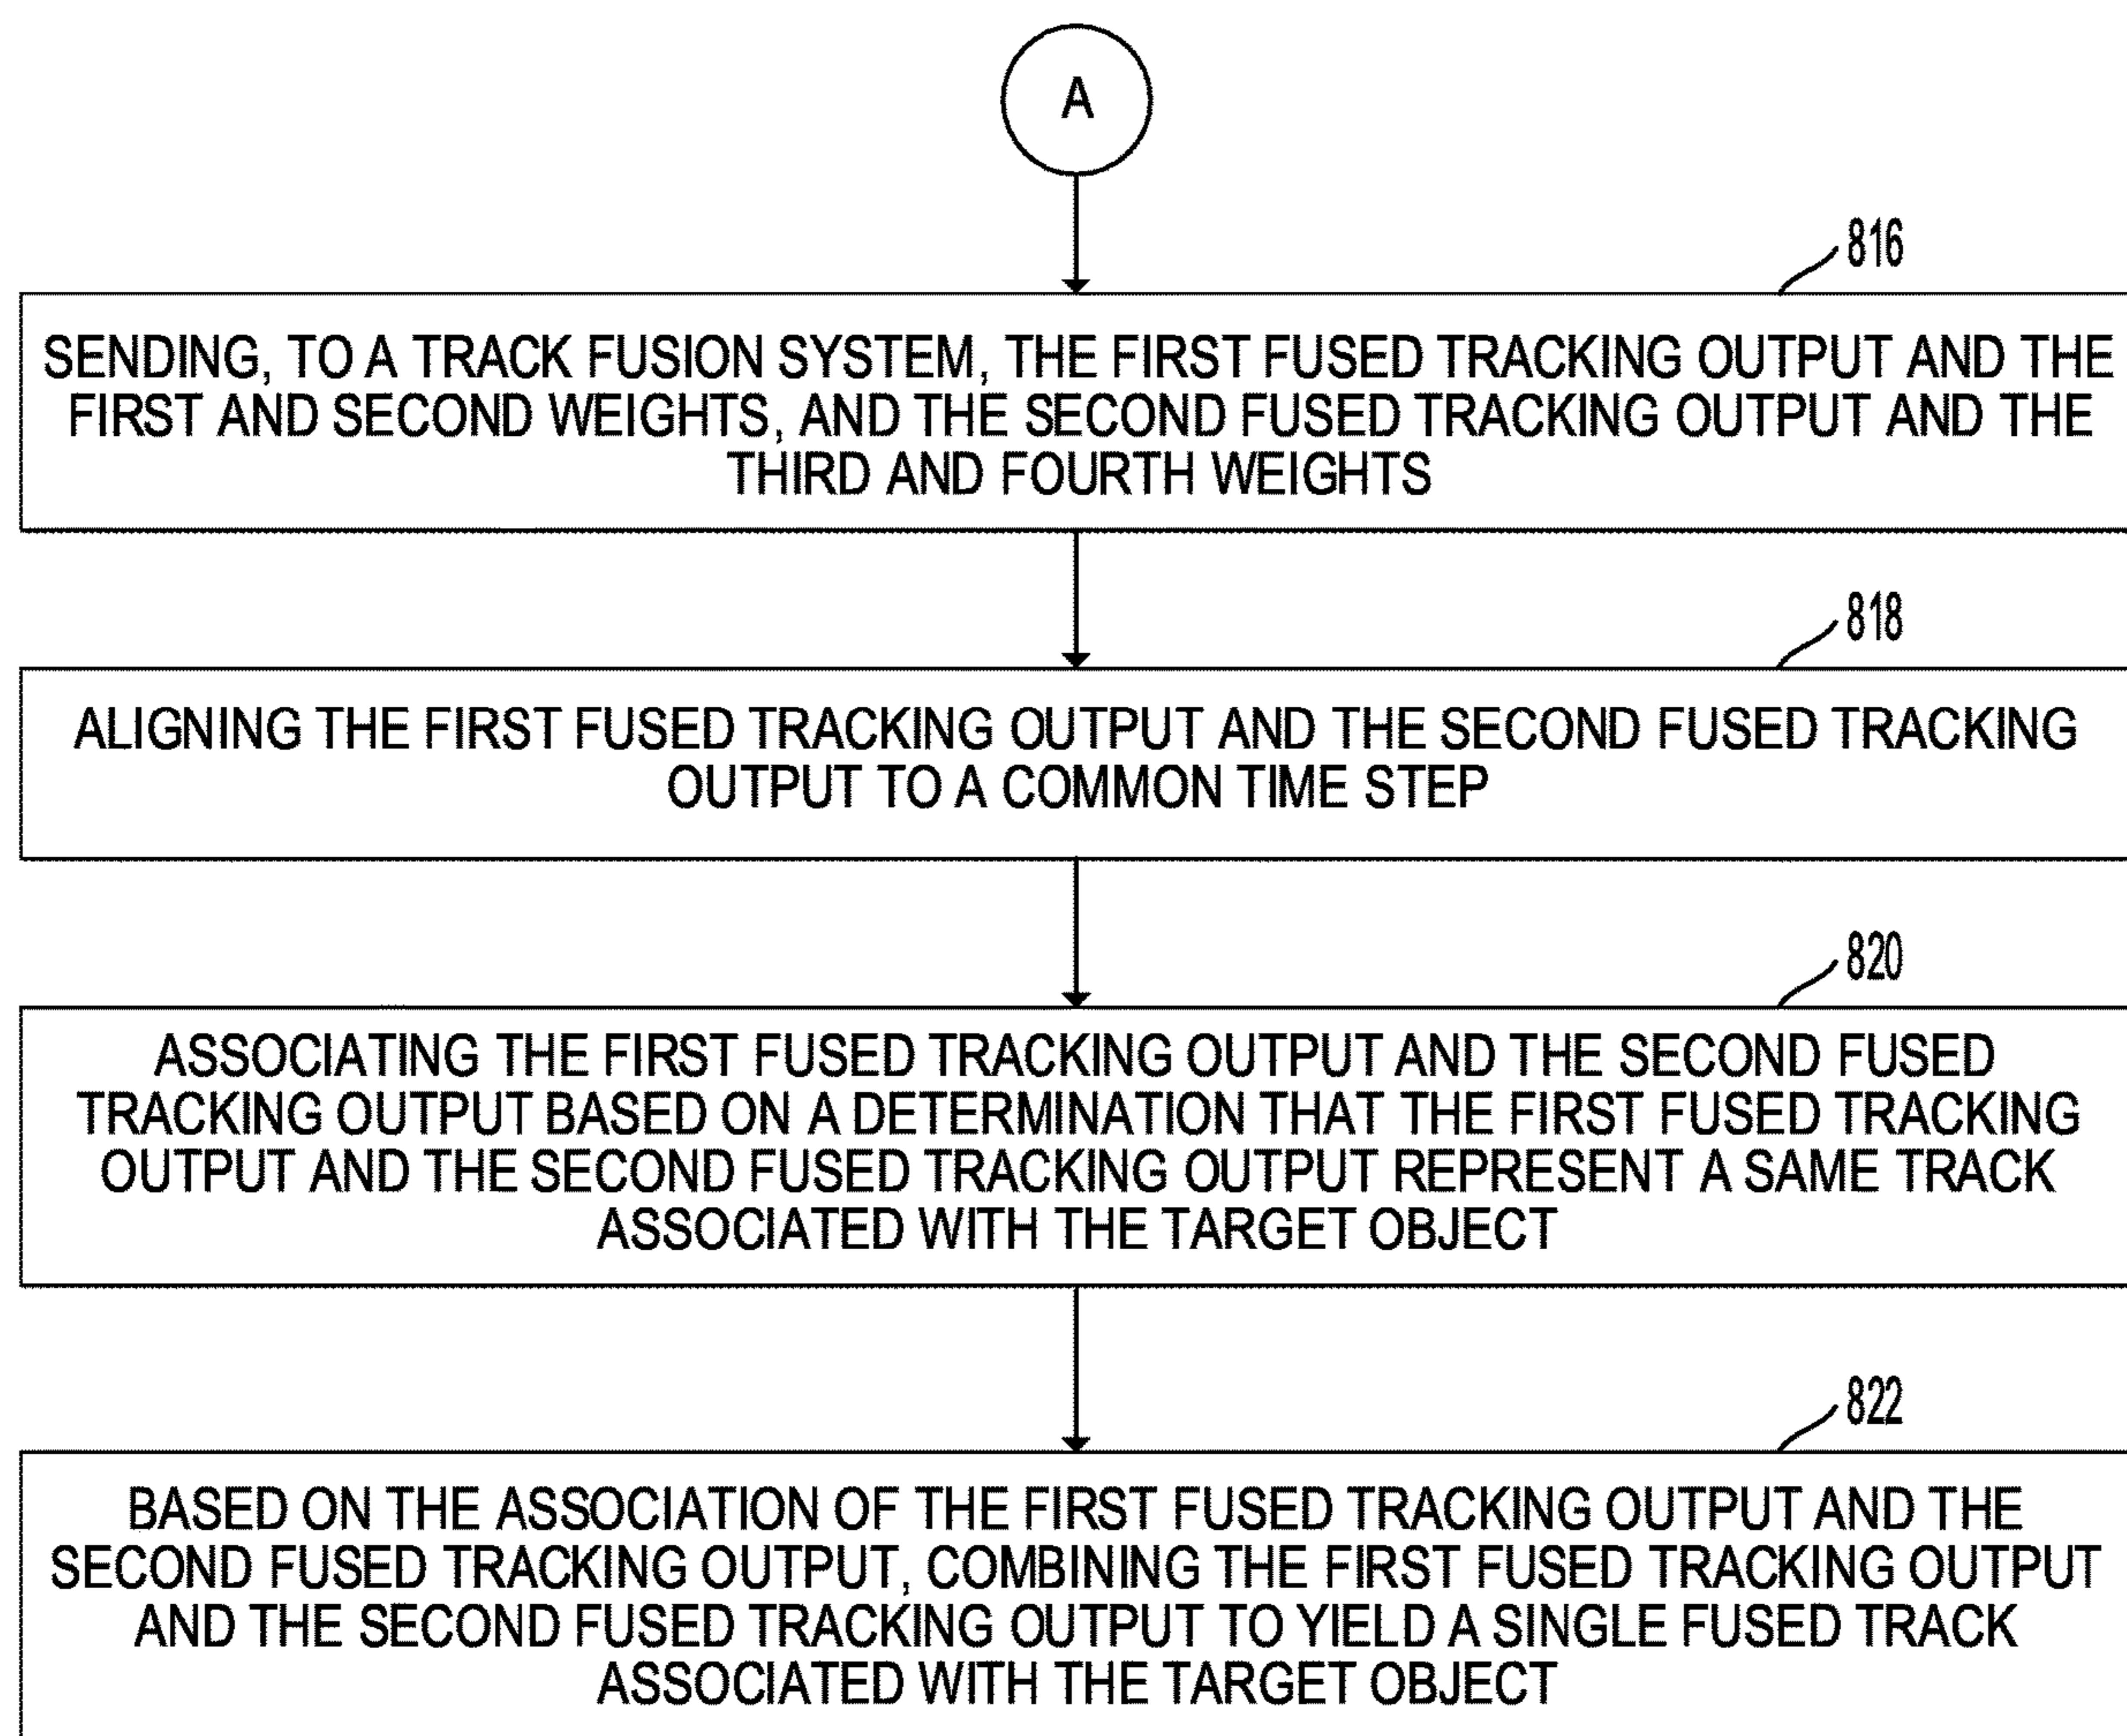 A
816
SENDING, TO A TRACK FUSION SYSTEM, THE FIRST FUSED TRACKING OUTPUT AND THE
FIRST AND SECOND WEIGHTS, AND THE SECOND FUSED TRACKING OUTPUT AND THE
THIRD AND FOURTH WEIGHTS
818
ALIGNING THE FIRST FUSED TRACKING OUTPUT AND THE SECOND FUSED TRACKING
OUTPUT TO A COMMON TIME STEP
820
ASSOCIATING THE FIRST FUSED TRACKING OUTPUT AND THE SECOND FUSED
TRACKING OUTPUT BASED ON A DETERMINATION THAT THE FIRST FUSED TRACKING
OUTPUT AND THE SECOND FUSED TRACKING OUTPUT REPRESENT A SAME TRACK
ASSOCIATED WITH THE TARGET OBJECT
822
BASED ON THE ASSOCIATION OF THE FIRST FUSED TRACKING OUTPUT AND THE
SECOND FUSED TRACKING OUTPUT, COMBINING THE FIRST FUSED TRACKING OUTPUT
AND THE SECOND FUSED TRACKING OUTPUT TO YIELD A SINGLE FUSED TRACK
ASSOCIATED WITH THE TARGET OBJECT